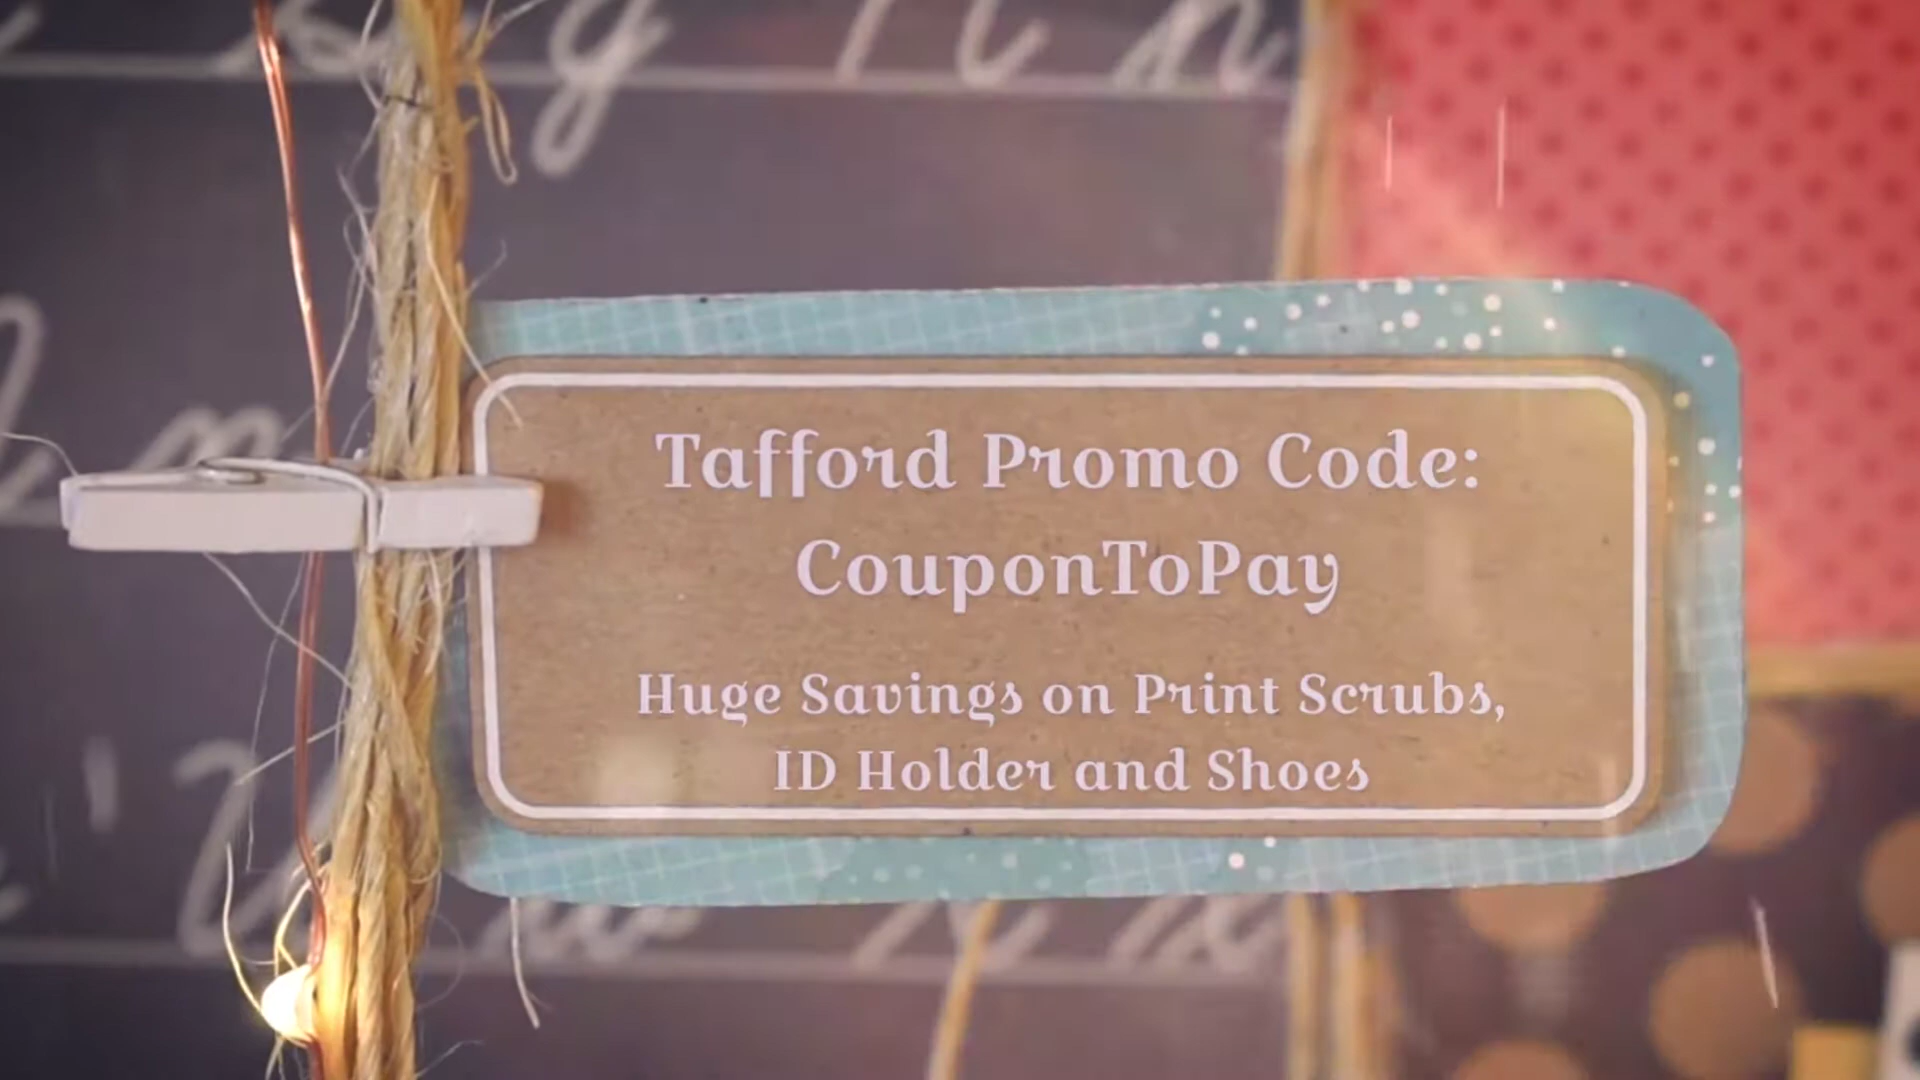 Tafford Promo Code:
CouponToPay
Huge Savings on Print Scrubs,
ID Holder and Shoes